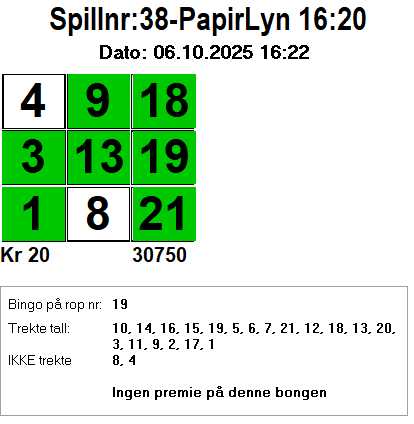 Spillnr:38-PapirLyn 16:20
Dato: 06.10.2025 16:22
4 9 18
3 13 19
1 8 21
Kr 20 30750
Bingo på rop nr: 19
Trekte tall: 10, 14, 16, 15, 19, 5, 6, 7, 21, 12, 18, 13, 20,
3, 11, 9, 2, 17, 1
IKKE trekte 8, 4
Ingen premie på denne bongen